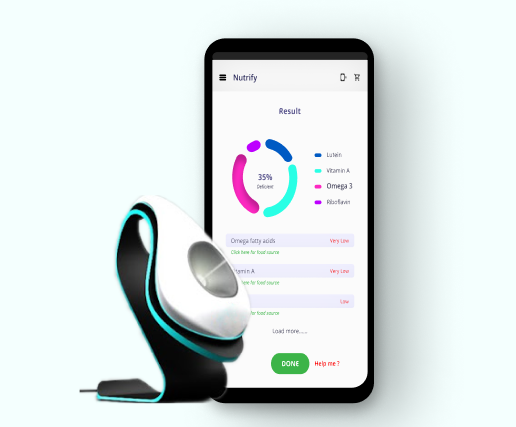 Nutrify
Result
35%
Deficient
Lutein
Vitamin A
Omega 3
Riboflavin
Omega fatty acids Very Low
Click here for food source
Vitamin A Very Low
here for food source
Low
here for food source
Load more......
DONE Help me ?